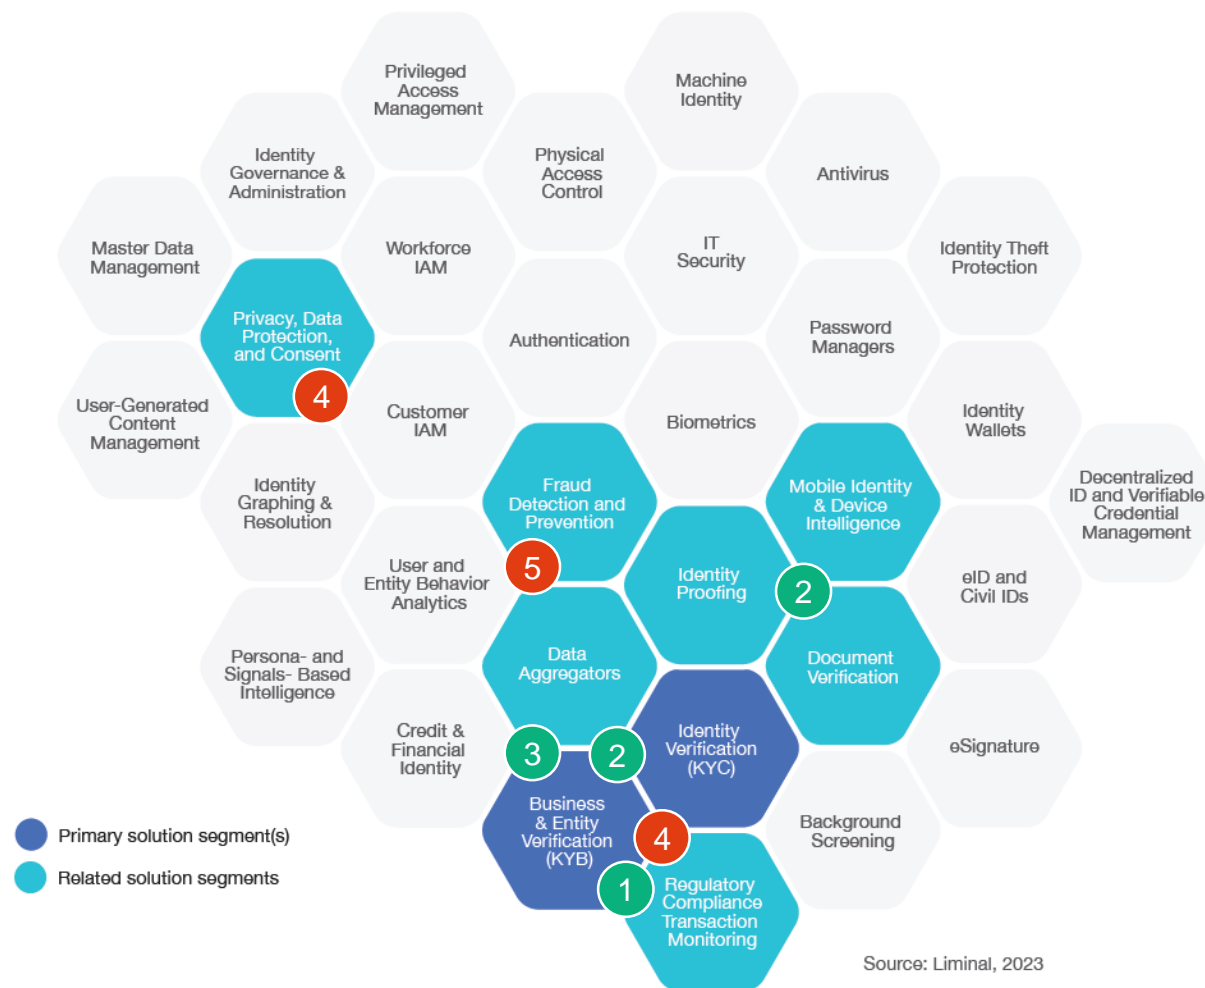 Privileged
Access
Management
Machine
Identity
Identity
Governance &
Administration
Physical
Access
Control
Antivirus
Master Data
Management
Workforce
IAM
IT
Security
Identity Theft
Protection
Privacy, Data
Protection,
and Consent
4
Authentication
Password
Managers
User-Generated
Content
Management
Customer
IAM
Biometrics
Identity
Wallets
Identity
Graphing &
Resolution
Fraud
Detection and
Prevention
5
Mobile Identity
& Device
Intelligence
Decentralized
ID and Verifiable
Credential
Management
User and
Entity Behavior
Analytics
Identity
Proofing
2
eID and
Civil IDs
Persona- and
Signals- Based
Intelligence
Data
Aggregators
Document
Verification
Credit &
Financial
Identity
3
2
Identity
Verification
(KYC)
eSignature
Business
& Entity
Verification
(KYB)
4
1
Background
Screening
Regulatory
Compliance
Transaction
Monitoring
Primary solution segment(s)
Related solution segments
Source: Liminal, 2023